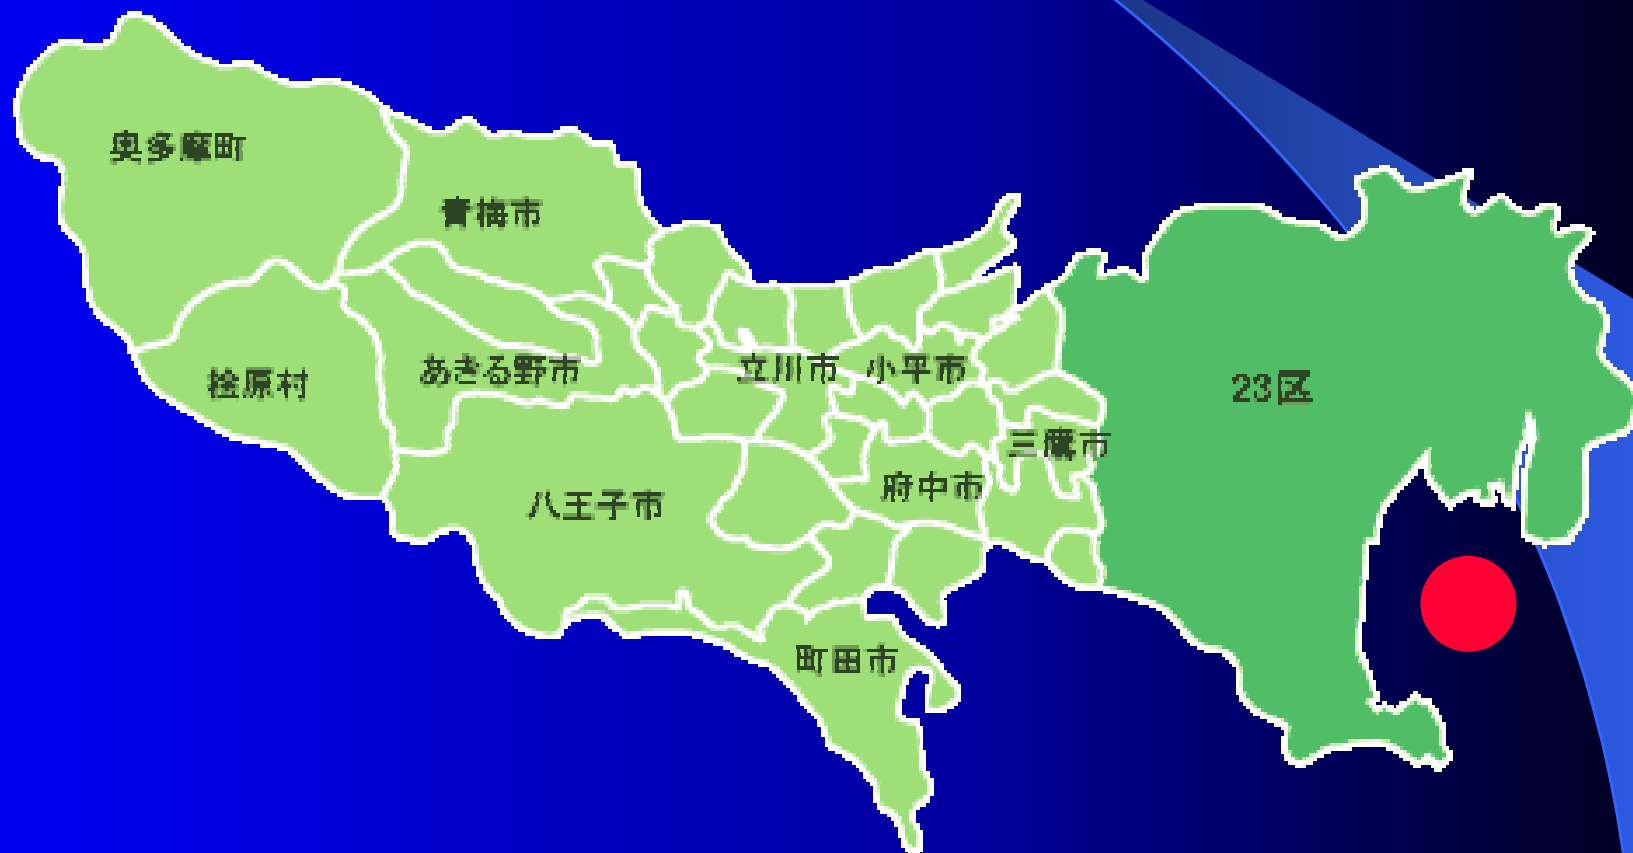 奥多摩町
青梅市
あきる野市
立川市
小平市
桧原村
23区
三鷹市
府中市
八王子市
町田市